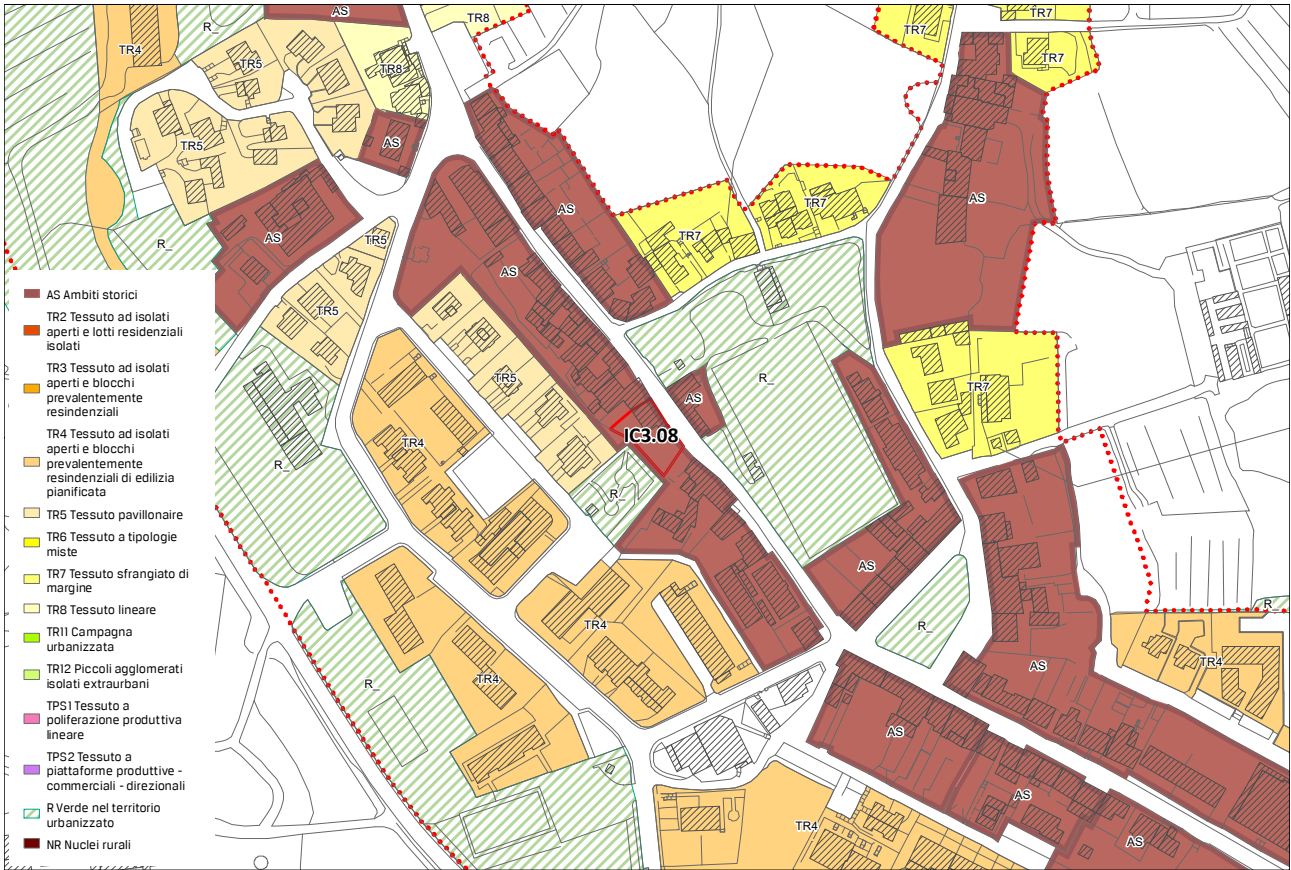 AS
TR8
TR7
TR7
TR4
R_
TR5
TR8
TR7
AS
TR5
AS
TR7
AS
R_
AS
TR5
TR7
AS
TR5
TR5
R_
TR7
AS
IC3.08
TR4
R_
R_
AS
R_
TR4
R_
AS
TR4
R_
TR4
AS
TR4
AS
AS
TR4
AS
AS Ambiti storici
TR2 Tessuto ad isolati
aperti e lotti residenziali
isolati
TR3 Tessuto ad isolati
aperti e blocchi
prevalentemente
resindenziali
TR4 Tessuto ad isolati
aperti e blocchi
prevalentemente
residenziali di edilizia
pianificata
TR5 Tessuto pavillonaire
TR6 Tessuto a tipologie
miste
TR7 Tessuto sfrangiato di
margine
TR8 Tessuto lineare
TR11 Campagna
urbanizzata
TR12 Piccoli agglomerati
isolati extraurbani
TPS1 Tessuto a
poliferazione produttiva
lineare
TPS2 Tessuto a
piattaforme produttive -
commerciali - direzionali
R Verde nel territorio
urbanizzato
NR Nuclei rurali